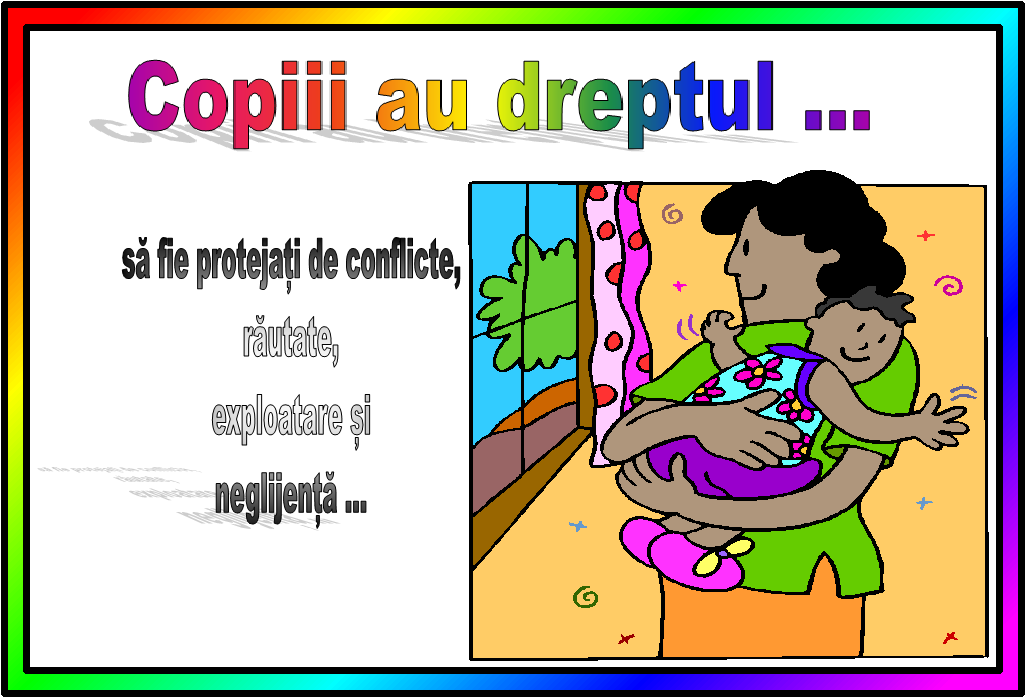 Copiii au dreptul ...
să fie protejați de conflicte,
răutate,
exploatare și
neglijență ...